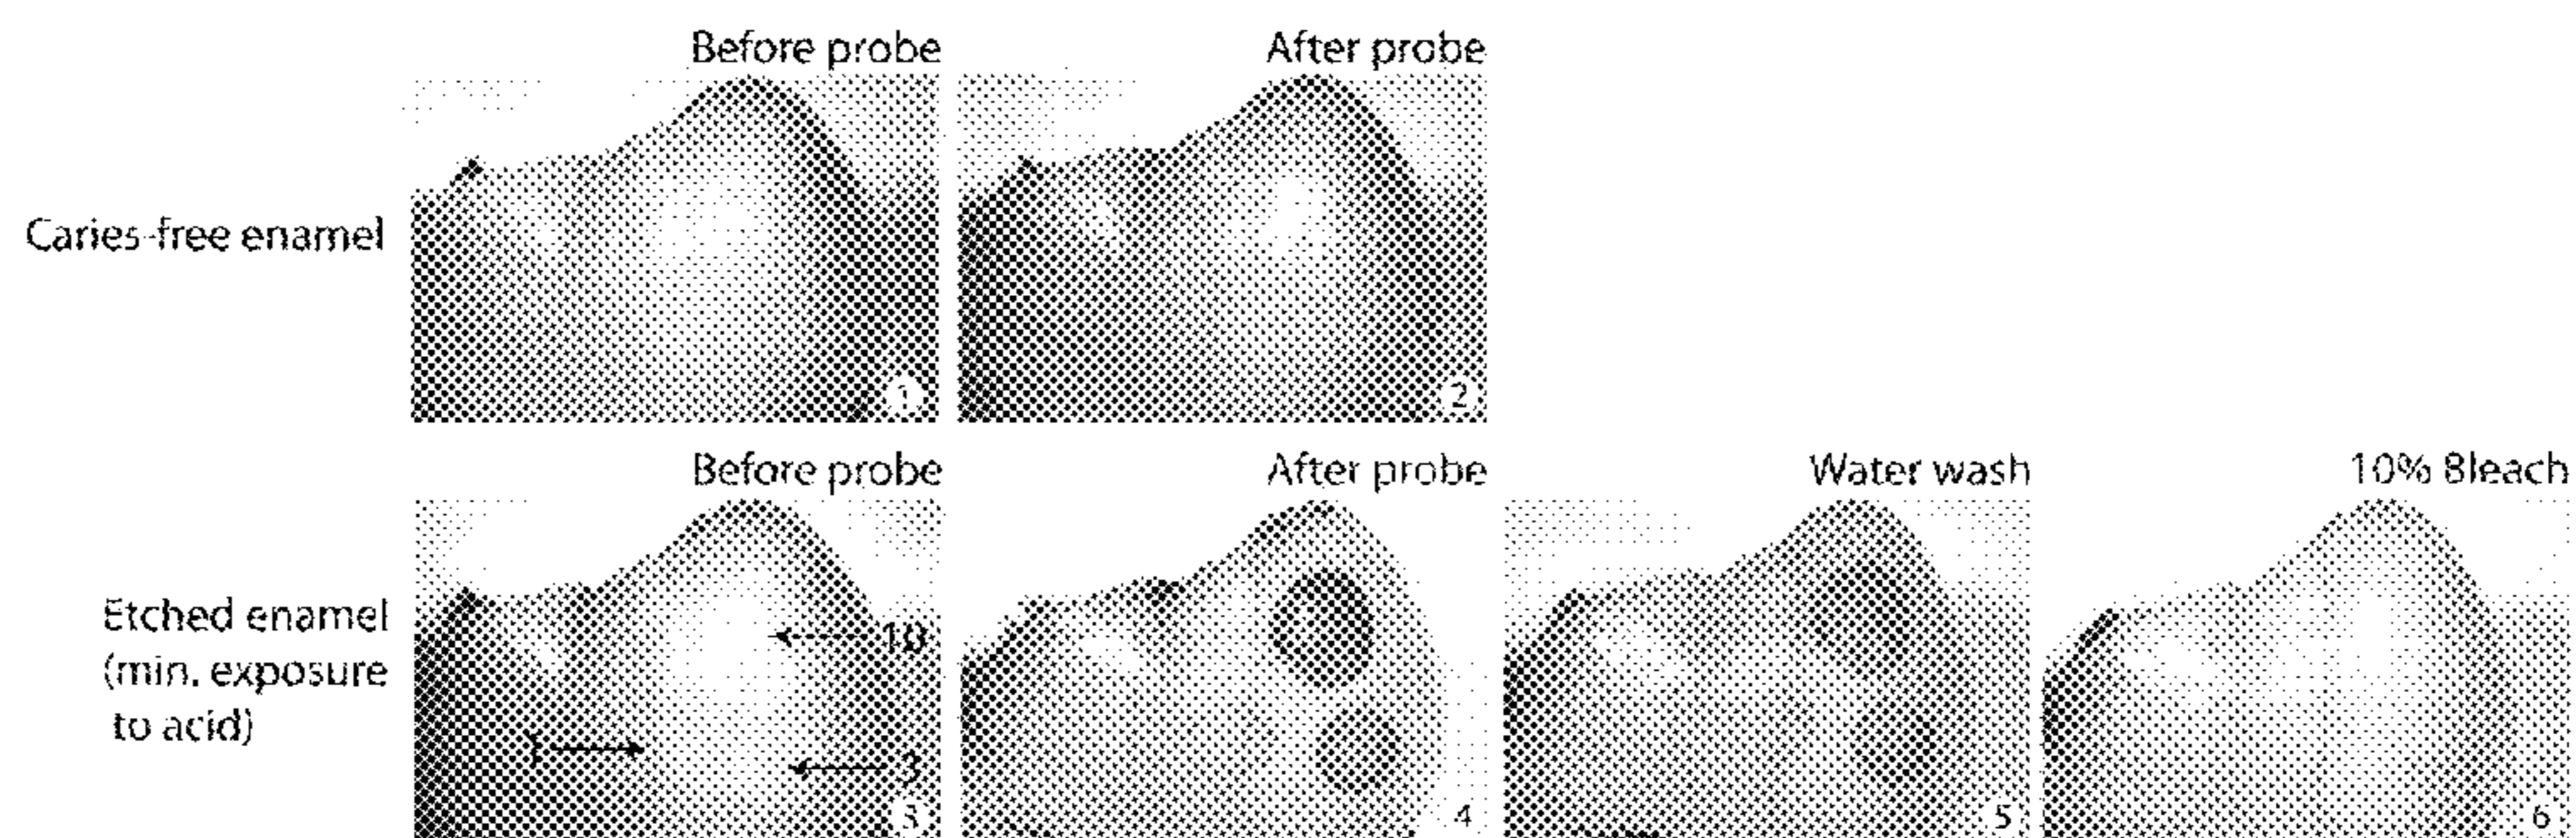 Before probe
After probe
Caries-free enamel
1
2
Before probe
After probe
Water wash
10% Bleach
Etched enamel
(min. exposure
to acid)
10
1
3
3
4
5
6